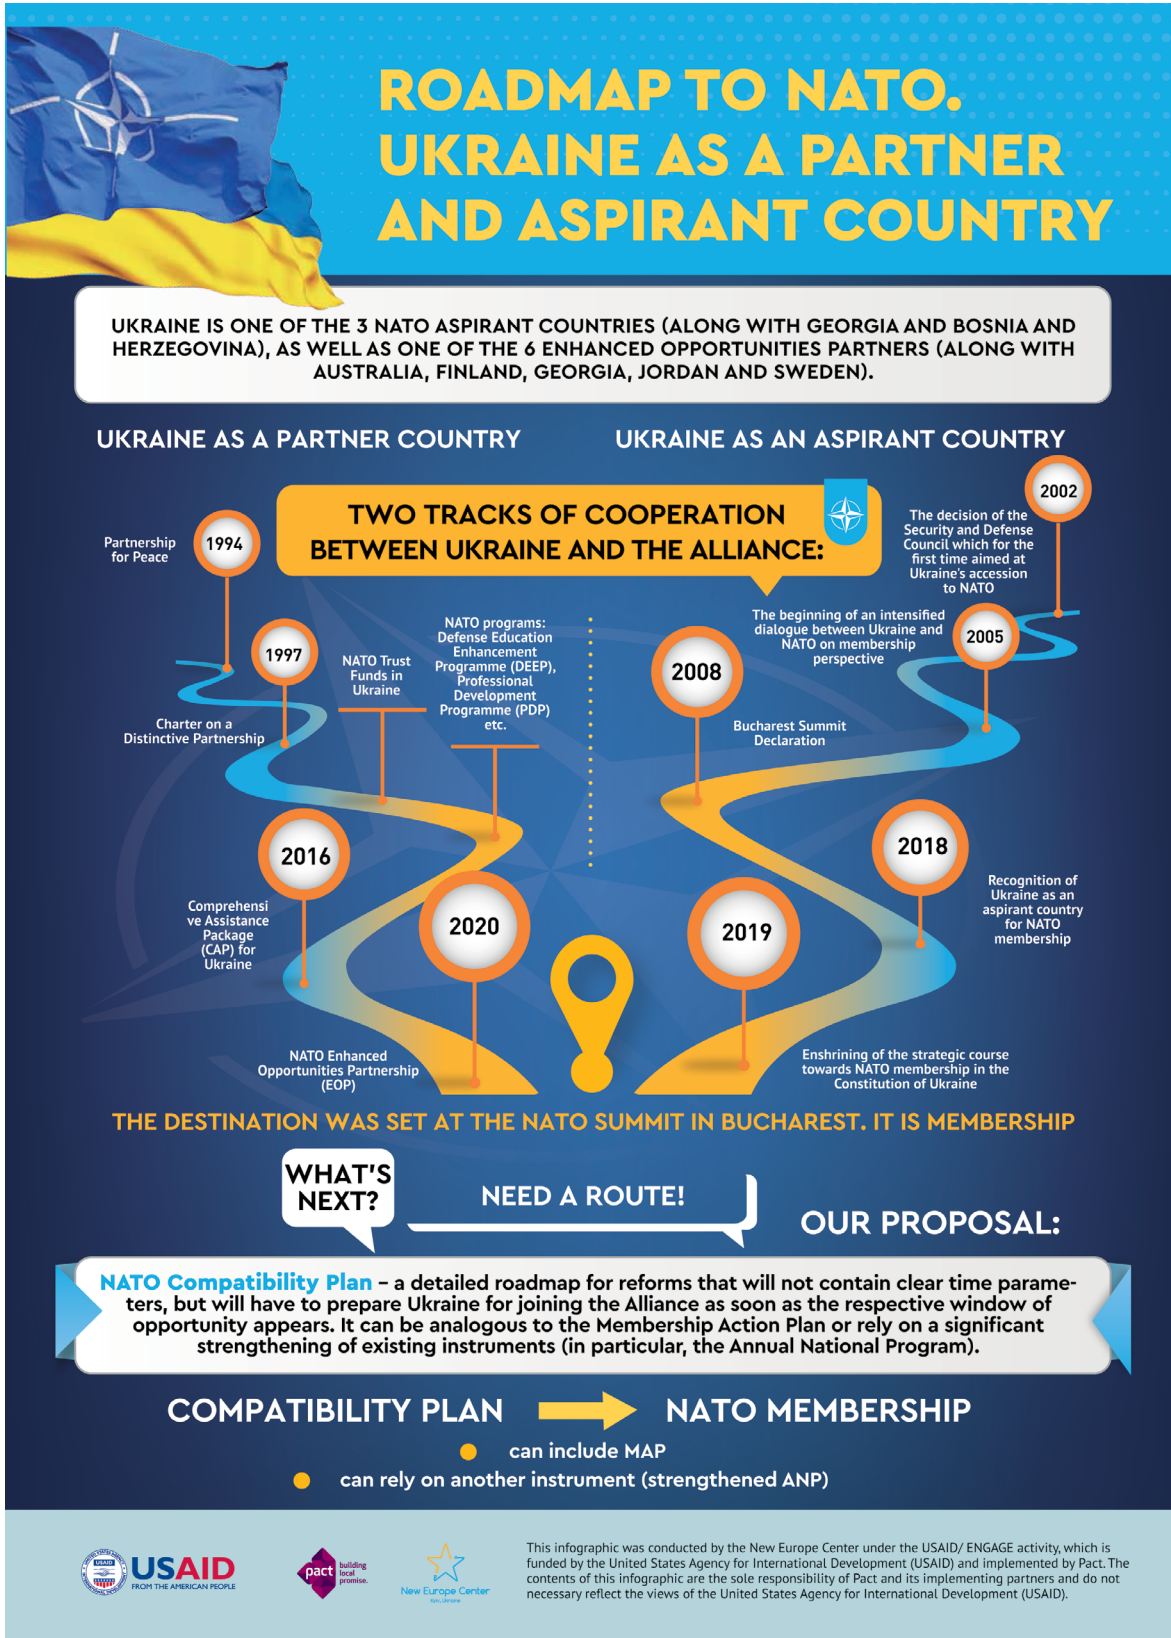 ROADMAP TO NATO.
UKRAINE AS A PARTNER
AND ASPIRANT COUNTRY
UKRAINE IS ONE OF THE 3 NATO ASPIRANT COUNTRIES (ALONG WITH GEORGIA AND BOSNIA AND
HERZEGOVINA), AS WELL AS ONE OF THE 6 ENHANCED OPPORTUNITIES PARTNERS (ALONG WITH
AUSTRALIA, FINLAND, GEORGIA, JORDAN AND SWEDEN).
UKRAINE AS A PARTNER COUNTRY
UKRAINE AS AN ASPIRANT COUNTRY
TWO TRACKS OF COOPERATION
BETWEEN UKRAINE AND THE ALLIANCE:
1994
Partnership
for Peace
1997
Charter on a
Distinctive Partnership
NATO Trust
Funds in
Ukraine
NATO programs:
Defense Education
Enhancement
Programme (DEEP),
Professional
Development
Programme (PDP)
etc.
2016
Comprehensi
ve Assistance
Package
(CAP) for
Ukraine
2020
NATO Enhanced
Opportunities Partnership
(EOP)
2002
The decision of the
Security and Defense
Council which for the
first time aimed at
Ukraine's accession
to NATO
2005
The beginning of an intensified
dialogue between Ukraine and
NATO on membership
perspective
2008
Bucharest Summit
Declaration
2018
Recognition of
Ukraine as an
aspirant country
for NATO
membership
2019
Enshrining of the strategic course
towards NATO membership in the
Constitution of Ukraine
THE DESTINATION WAS SET AT THE NATO SUMMIT IN BUCHAREST. IT IS MEMBERSHIP
WHAT'S
NEXT?
NEED A ROUTE!
OUR PROPOSAL:
NATO Compatibility Plan – a detailed roadmap for reforms that will not contain clear time parame-
ters, but will have to prepare Ukraine for joining the Alliance as soon as the respective window of
opportunity appears. It can be analogous to the Membership Action Plan or rely on a significant
strengthening of existing instruments (in particular, the Annual National Program).
COMPATIBILITY PLAN
NATO MEMBERSHIP
can include MAP
can rely on another instrument (strengthened ANP)
USAID
USAID
FROM THE AMERICAN PEOPLE
pact
building
local
promise.
New Europe Center
Kyiv, Ukraine
This infographic was conducted by the New Europe Center under the USAID/ ENGAGE activity, which is
funded by the United States Agency for International Development (USAID) and implemented by Pact. The
contents of this infographic are the sole responsibility of Pact and its implementing partners and do not
necessary reflect the views of the United States Agency for International Development (USAID).